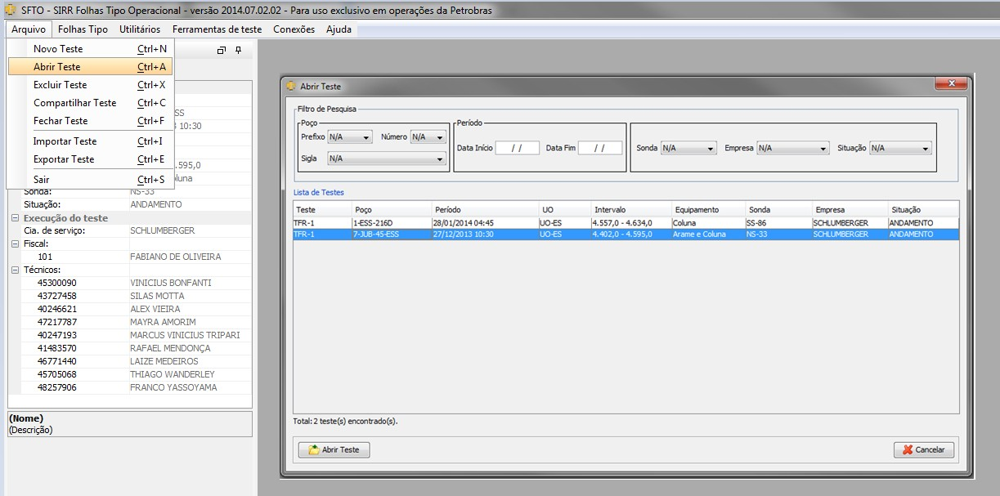 SFTO - SIRR Folhas Tipo Operacional - versão 2014.07.02.02 - Para uso exclusivo em operações da Petrobras
Arquivo Folhas Tipo Utilitários Ferramentas de teste Conexões Ajuda
Novo Teste Ctrl+N
Abrir Teste Ctrl+A
Excluir Teste Ctrl+X
Compartilhar Teste Ctrl+C
Fechar Teste Ctrl+F
Importar Teste Ctrl+I
Exportar Teste Ctrl+E
Sair Ctrl+S
ESS
10:30
.595,0
oluna
Sonda: NS-33
Situação: ANDAMENTO
Execução do teste
Cia. de serviço: SCHLUMBERGER
Fiscal:
101 FABIANO DE OLIVEIRA
Técnicos:
45300090 VINICIUS BONFANTI
43727458 SILAS MOTTA
40246621 ALEX VIEIRA
47217787 MAYRA AMORIM
40247193 MARCUS VINICIUS TRIPARI
41483570 RAFAEL MENDONÇA
46771440 LAIZE MEDEIROS
45705068 THIAGO WANDERLEY
48257906 FRANCO YASSOYAMA
(Nome)
(Descrição)
Abrir Teste
Filtro de Pesquisa
Poço
Prefixo N/A Número N/A
Sigla N/A
Período
Data Início / / Data Fim / /
Sonda N/A Empresa N/A Situação N/A
Lista de Testes
Teste Poço Período UO Intervalo Equipamento Sonda Empresa Situação
TFR-1 1-ESS-216D 28/01/2014 04:45 UO-ES 4.557,0 - 4.634,0 Coluna SS-86 SCHLUMBERGER ANDAMENTO
TFR-1 7-JUB-45-ESS 27/12/2013 10:30 UO-ES 4.402,0 - 4.595,0 Arame e Coluna NS-33 SCHLUMBERGER ANDAMENTO
Total: 2 teste(s) encontrado(s).
Abrir Teste Cancelar